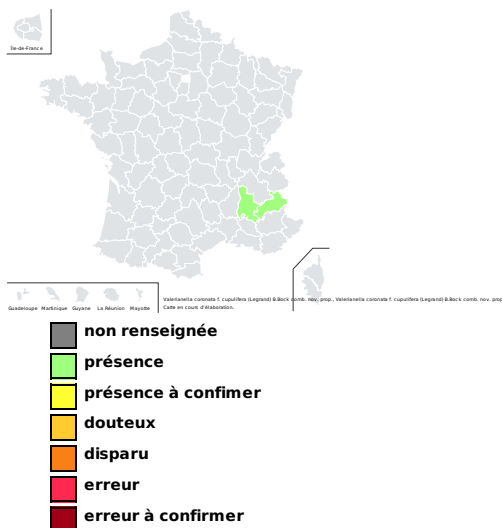 Île-de-France
Guadeloupe Martinique Guyane La Réunion Mayotte
Valerianella coronata f. cupulifera (Legrand) B.Bock comb. nov. prop., Valerianella coronata f. cupulifera (Legrand) B.Bock comb. nov. prop
Carte en cours d'élaboration.
non renseignée
présence
présence à confimer
douteux
disparu
erreur
erreur à confirmer